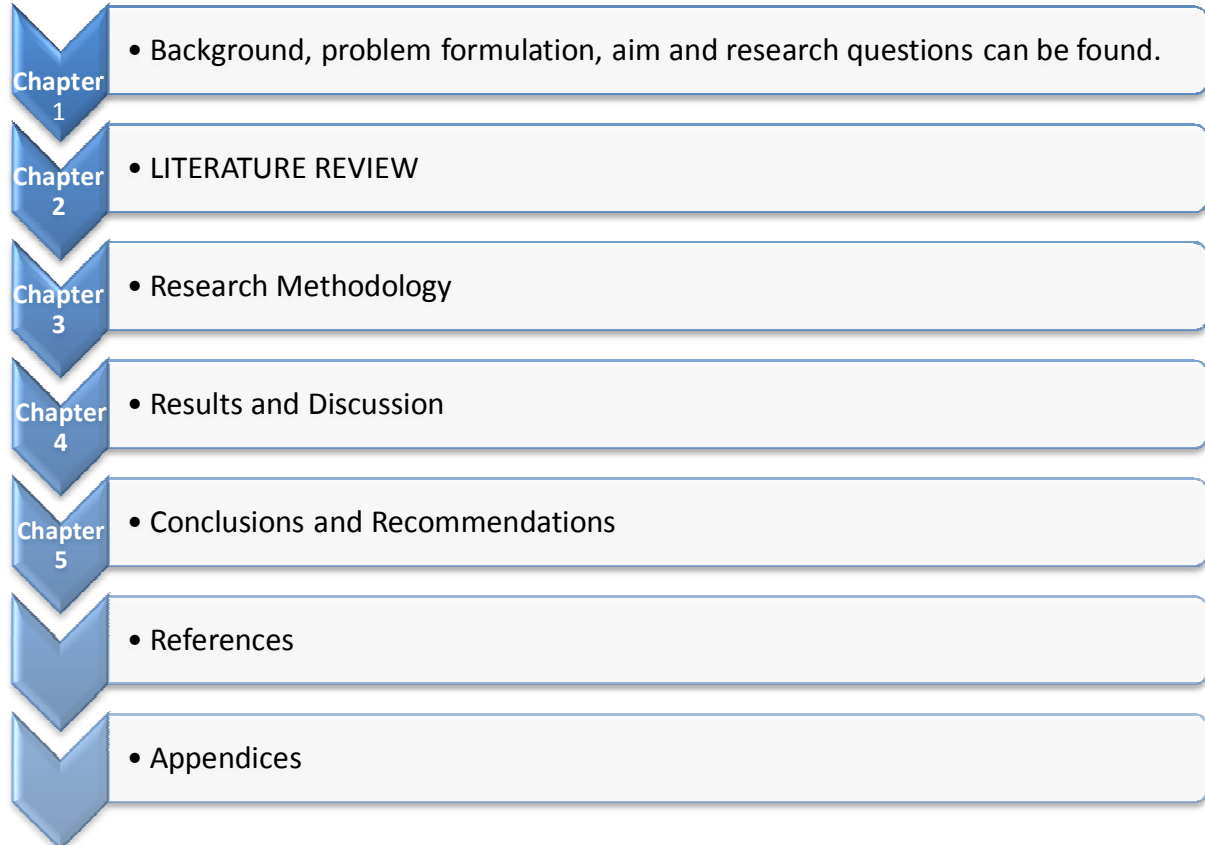 Chapter
1
• Background, problem formulation, aim and research questions can be found.
Chapter
2
• LITERATURE REVIEW
Chapter
3
• Research Methodology
Chapter
4
• Results and Discussion
Chapter
5
• Conclusions and Recommendations
• References
• Appendices